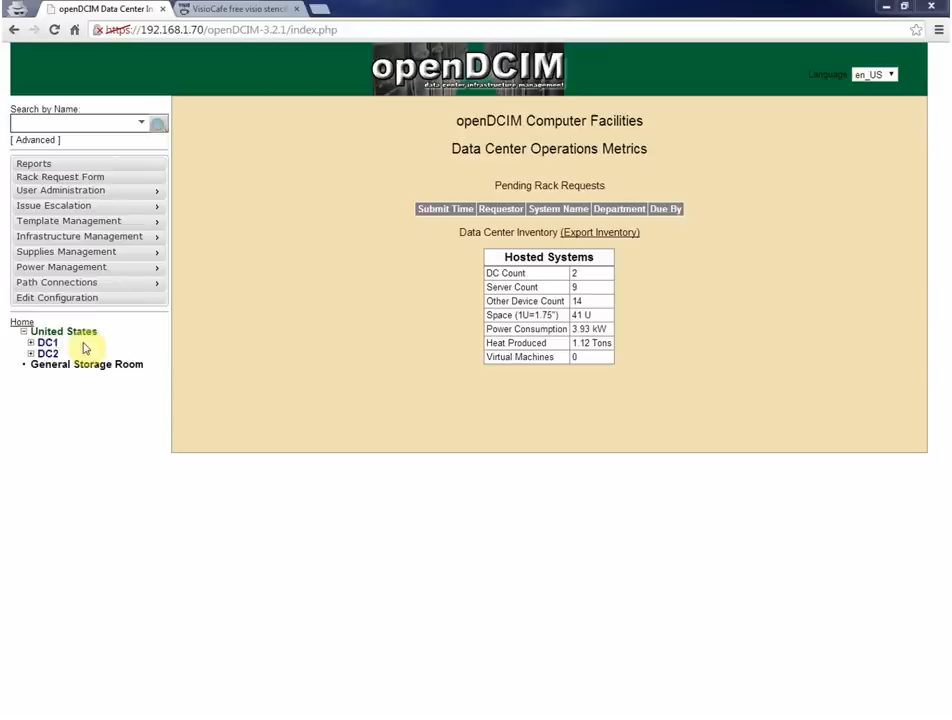 openDCIM Data Center In
VisioCafe free visio stencil
https://192.168.1.70/openDCIM-3.2.1/index.php
openDCIM
data center infrastructure management
Language en_US
Search by Name:
[ Advanced ]
Reports
Rack Request Form
User Administration
Issue Escalation
Template Management
Infrastructure Management
Supplies Management
Power Management
Path Connections
Edit Configuration
Home
United States
DC1
DC2
General Storage Room
openDCIM Computer Facilities
Data Center Operations Metrics
Pending Rack Requests
Submit Time Requestor System Name Department Due By
Data Center Inventory (Export Inventory)
Hosted Systems
DC Count 2
Server Count 9
Other Device Count 14
Space (1U=1.75") 41 U
Power Consumption 3.93 kW
Heat Produced 1.12 Tons
Virtual Machines 0